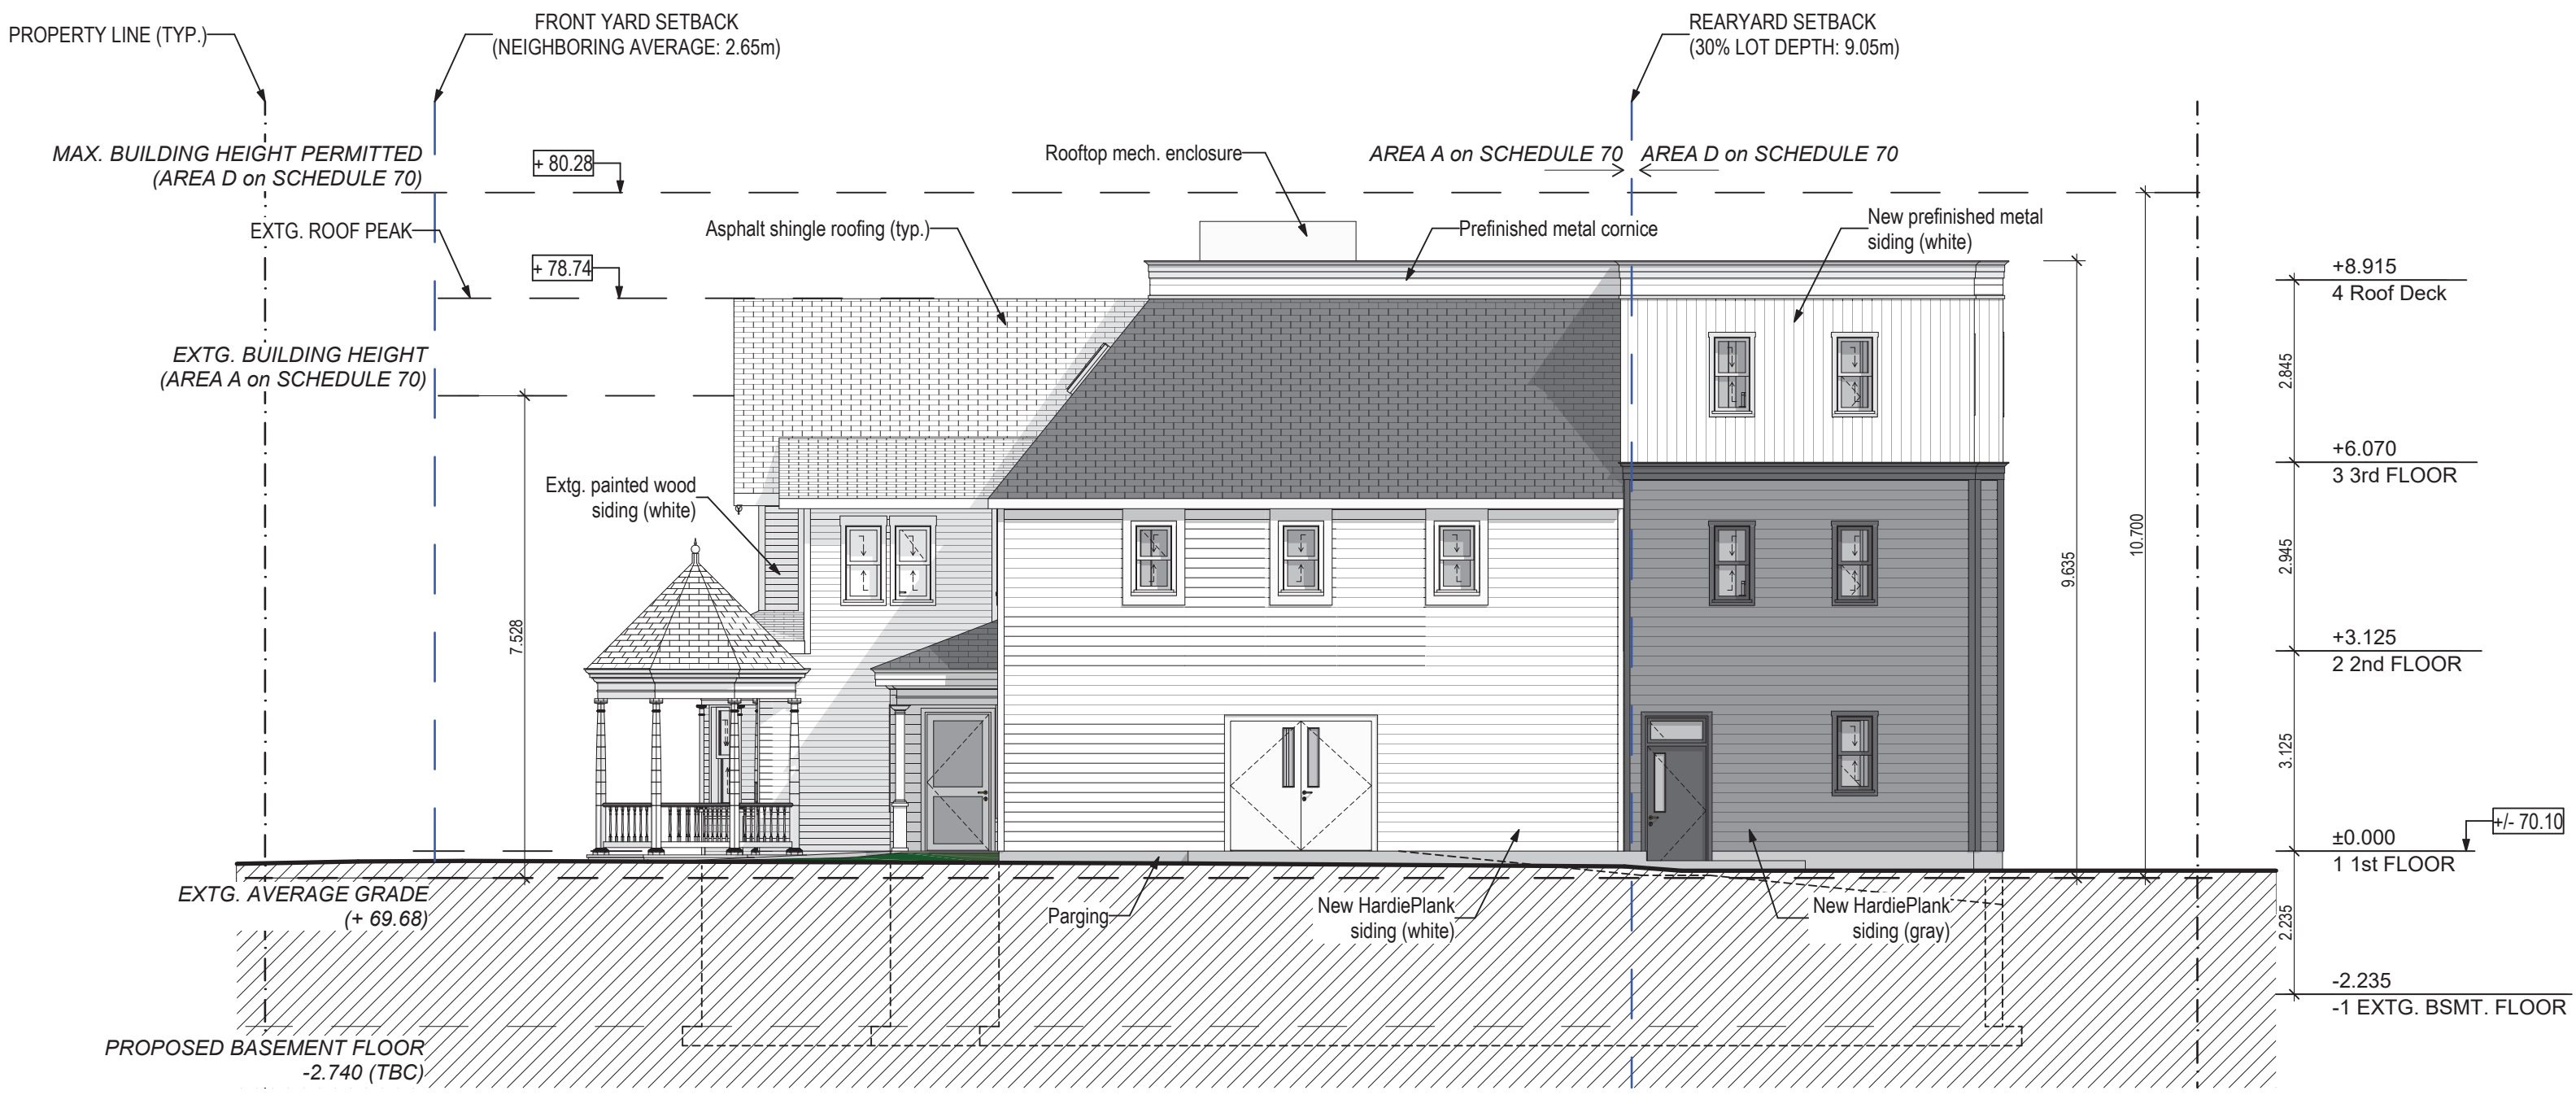 PROPERTY LINE (TYP.)
FRONT YARD SETBACK
(NEIGHBORING AVERAGE: 2.65m)
REARYARD SETBACK
(30% LOT DEPTH: 9.05m)
MAX. BUILDING HEIGHT PERMITTED
(AREA D on SCHEDULE 70)
+ 80.28
Rooftop mech. enclosure
AREA A on SCHEDULE 70
AREA D on SCHEDULE 70
EXTG. ROOF PEAK
Asphalt shingle roofing (typ.)
Prefinished metal cornice
New prefinished metal
siding (white)
+ 78.74
+8.915
4 Roof Deck
EXTG. BUILDING HEIGHT
(AREA A on SCHEDULE 70)
2.845
+6.070
3 3rd FLOOR
Extg. painted wood
siding (white)
2.945
10.700
9.635
7.528
+3.125
2 2nd FLOOR
3.125
+/- 70.10
±0.000
1 1st FLOOR
EXTG. AVERAGE GRADE
(+ 69.68)
Parging
New HardiePlank
siding (white)
New HardiePlank
siding (gray)
2.235
-2.235
-1 EXTG. BSMT. FLOOR
PROPOSED BASEMENT FLOOR
-2.740 (TBC)